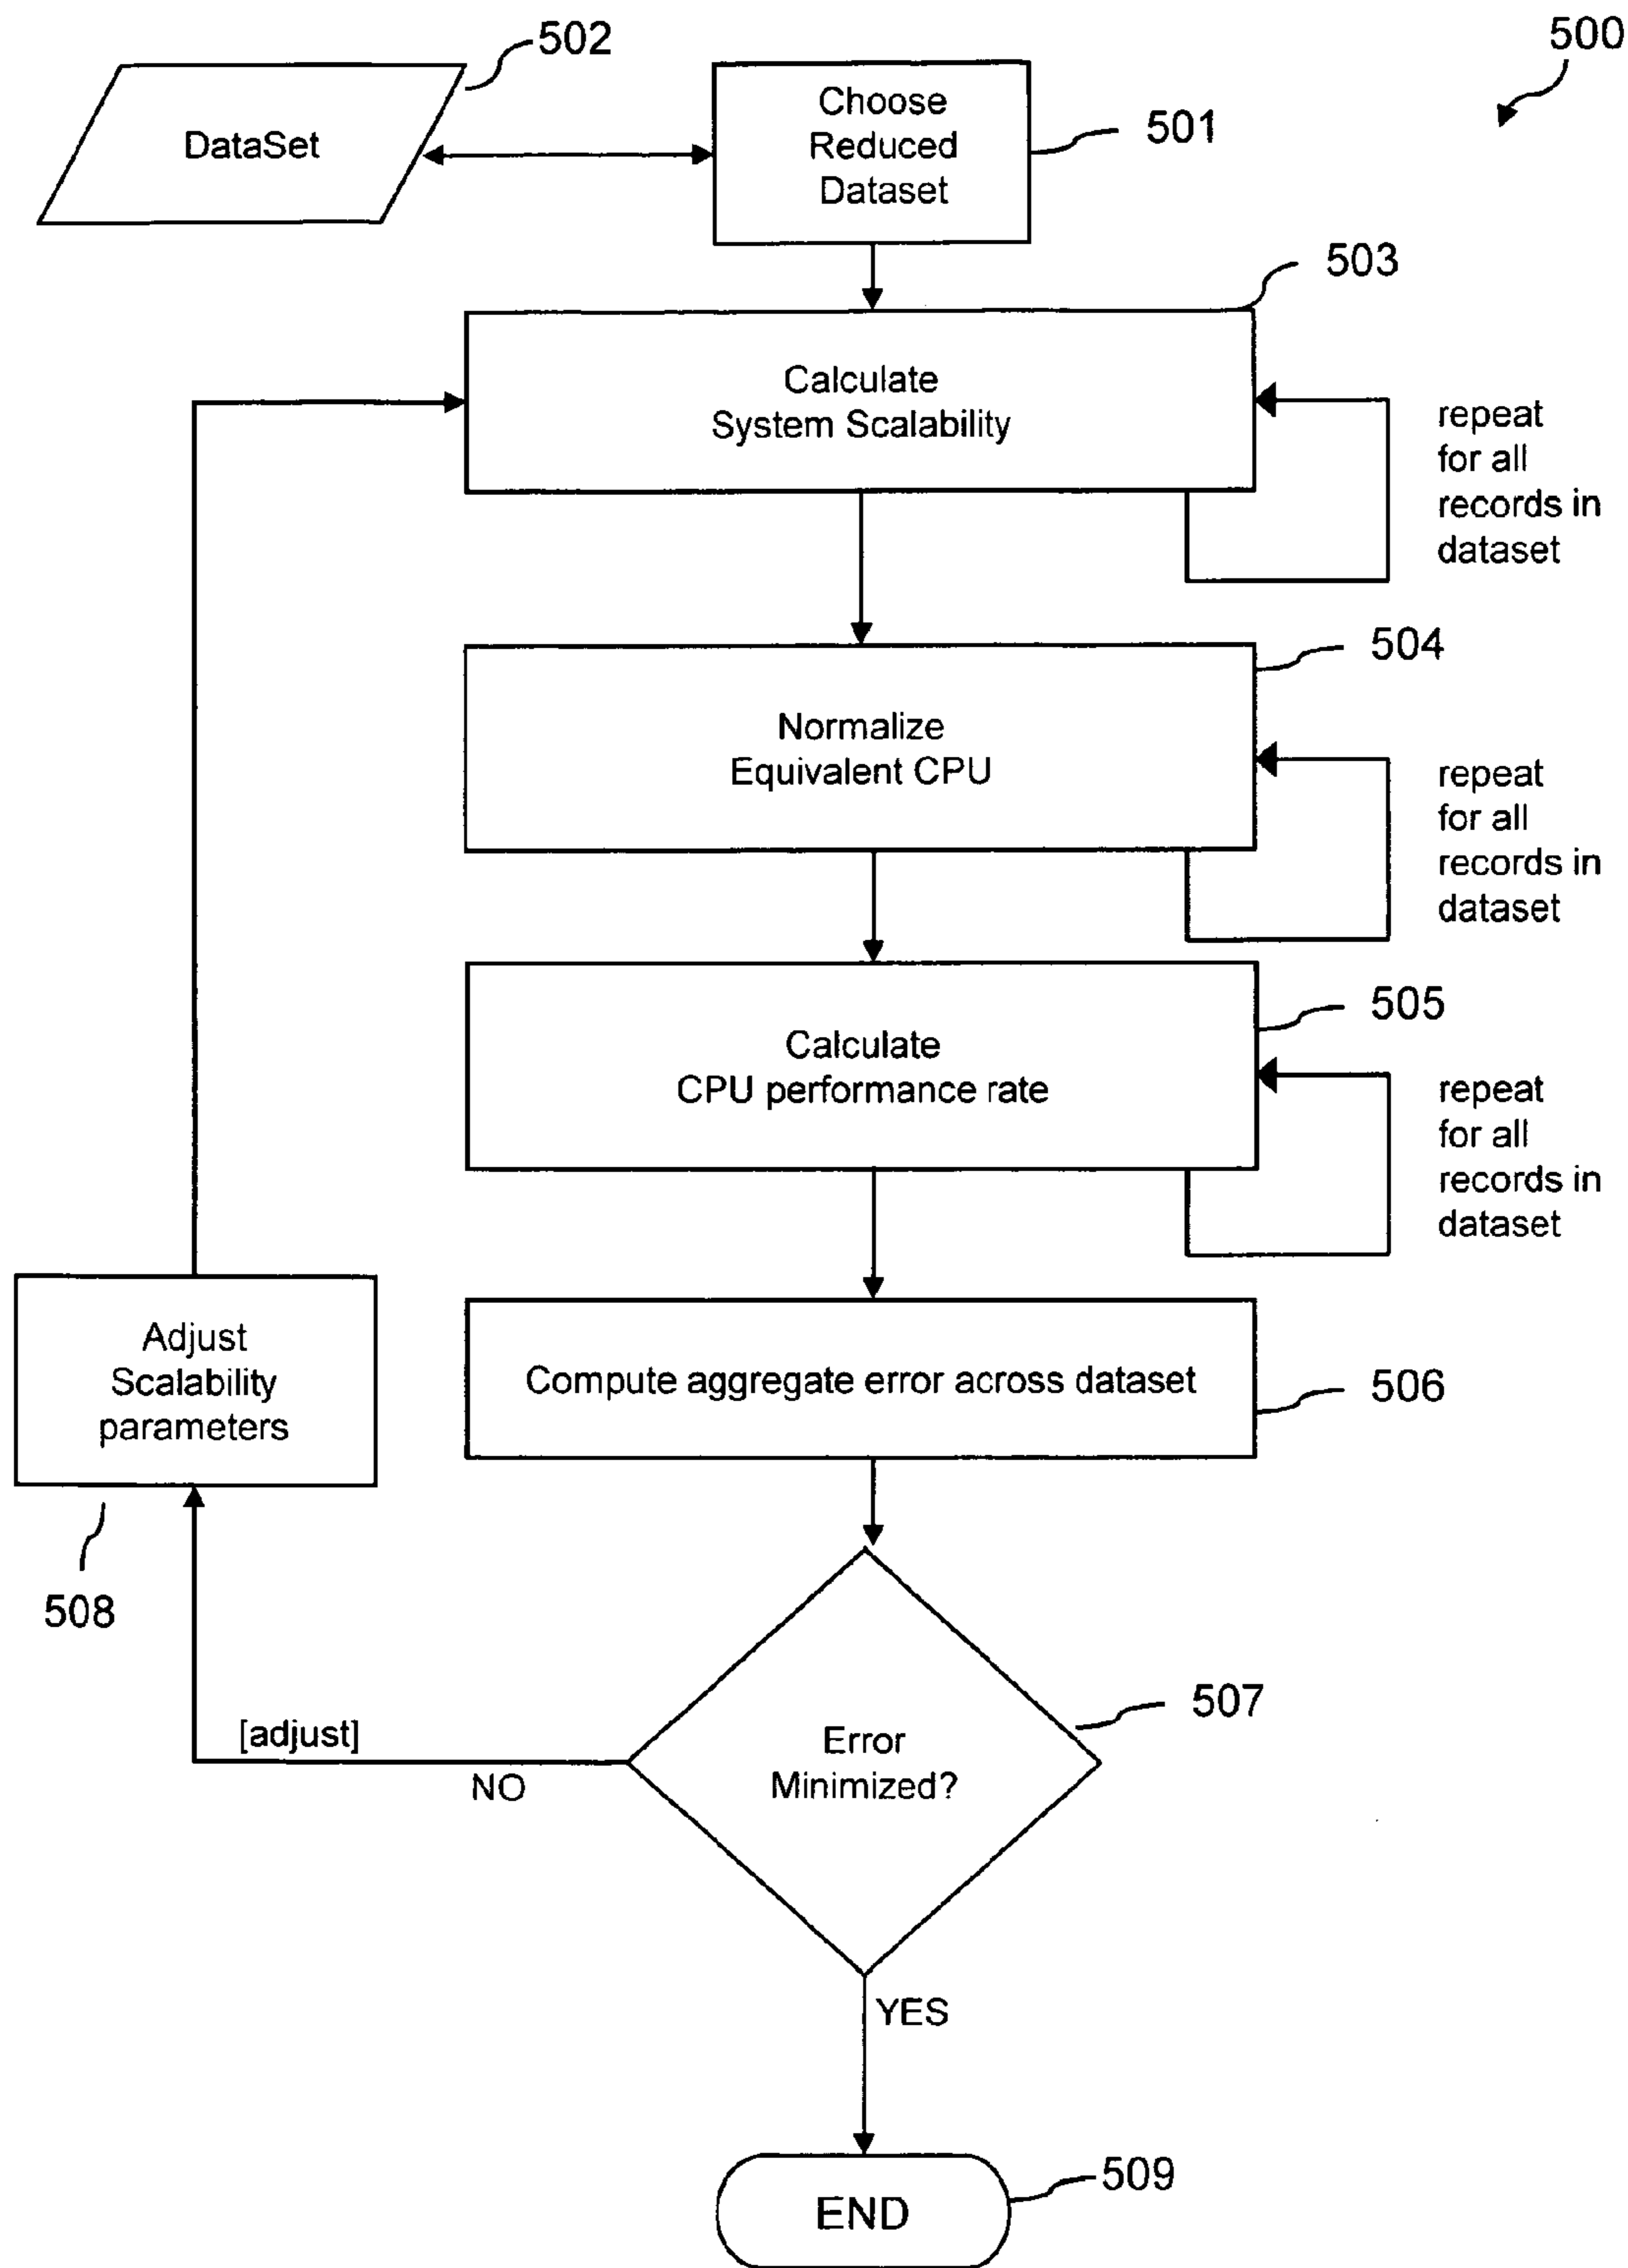 502
500
DataSet
Choose
Reduced
Dataset
501
503
Calculate
System Scalability
repeat
for all
records in
dataset
504
Normalize
Equivalent CPU
repeat
for all
records in
dataset
505
Calculate
CPU performance rate
repeat
for all
records in
dataset
Adjust
Scalability
parameters
Compute aggregate error across dataset
506
508
507
[adjust]
NO
Error
Minimized?
YES
509
END